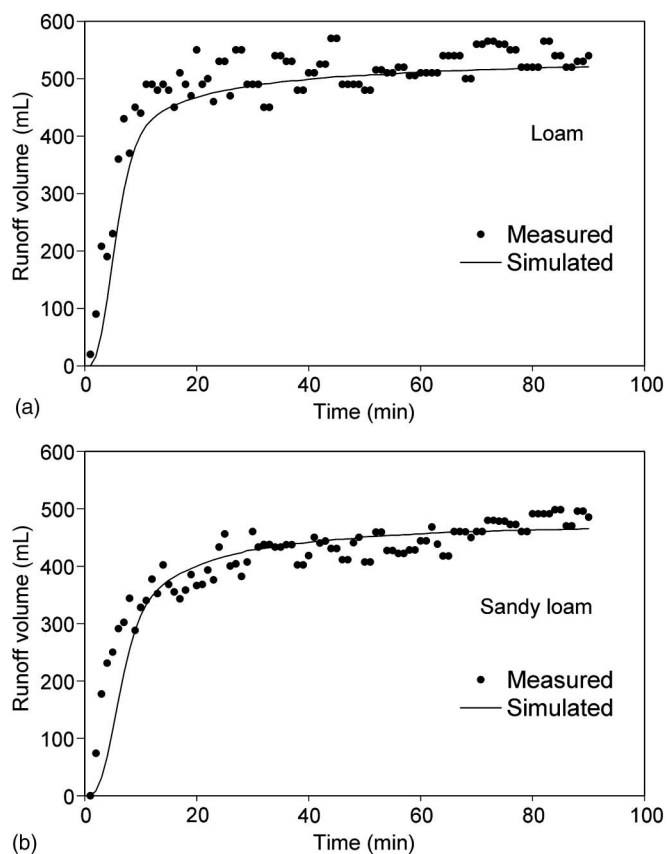 600
500
400
300
200
100
0
Runoff volume (mL)
Loam
Measured
Simulated
0 20 40 60 80 100
Time (min)
(a)
600
500
400
300
200
100
0
Runoff volume (mL)
Sandy loam
Measured
Simulated
0 20 40 60 80 100
Time (min)
(b)